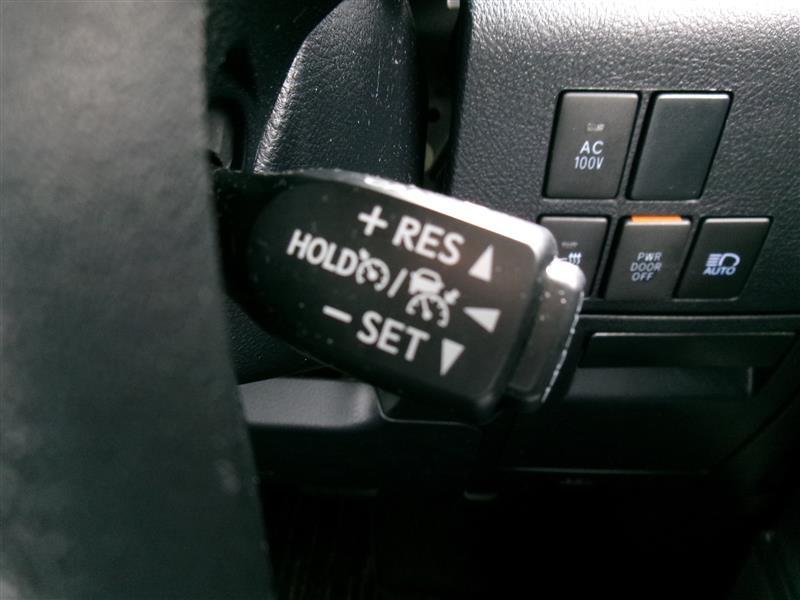 + RES
HOLD /
- SET
AC
100V
PWR
DOOR
OFF
AUTO